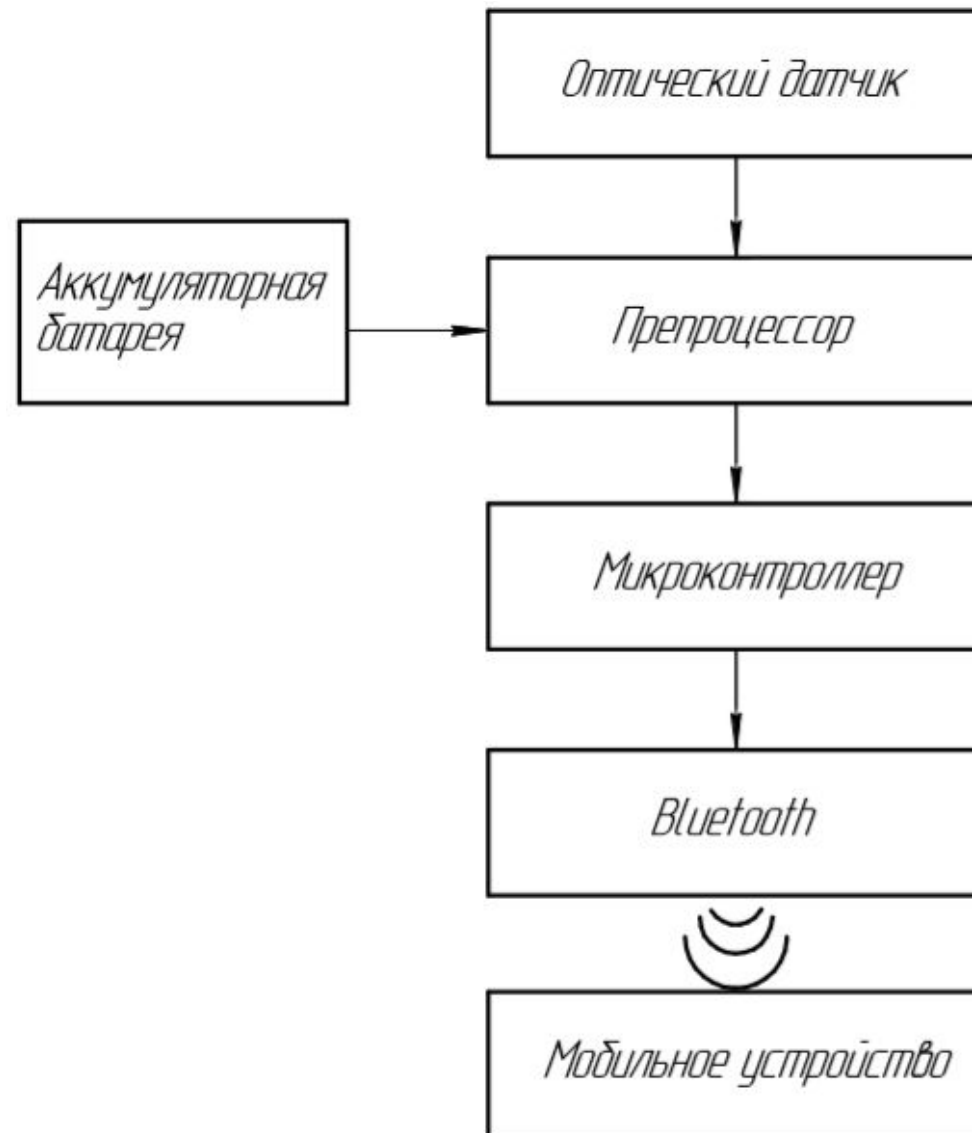 Оптический датчик
Аккумуляторная
батарея
Препроцессор
Микроконтроллер
Bluetooth
Мобильное устройство